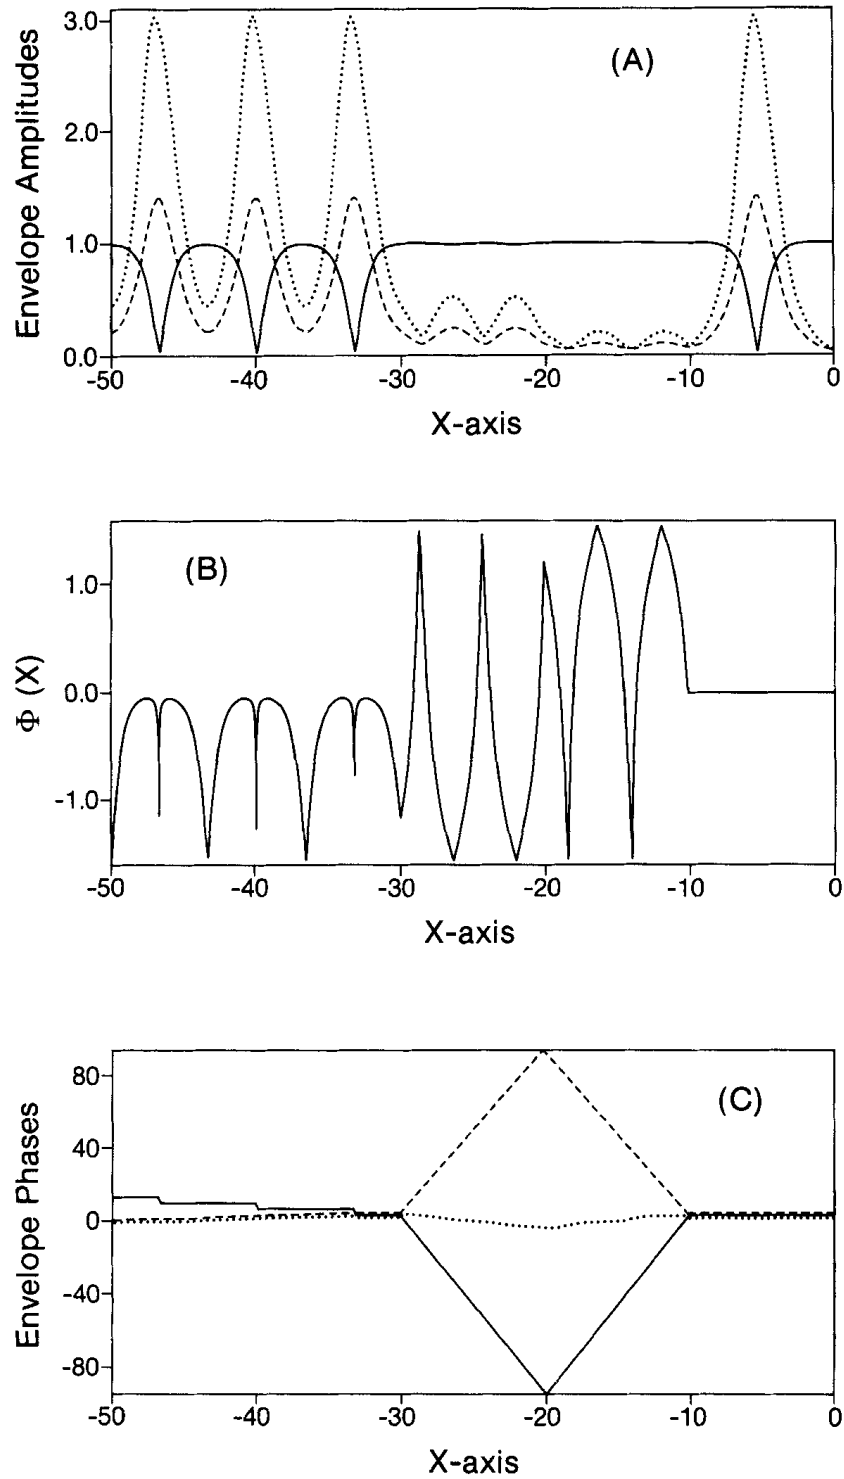 3.0
2.0
1.0
0.0
Envelope Amplitudes
(A)
-50 -40 -30 -20 -10 0
X-axis
1.0
0.0
-1.0
Φ (X)
(B)
-50 -40 -30 -20 -10 0
X-axis
80
40
0
-40
-80
Envelope Phases
(C)
-50 -40 -30 -20 -10 0
X-axis